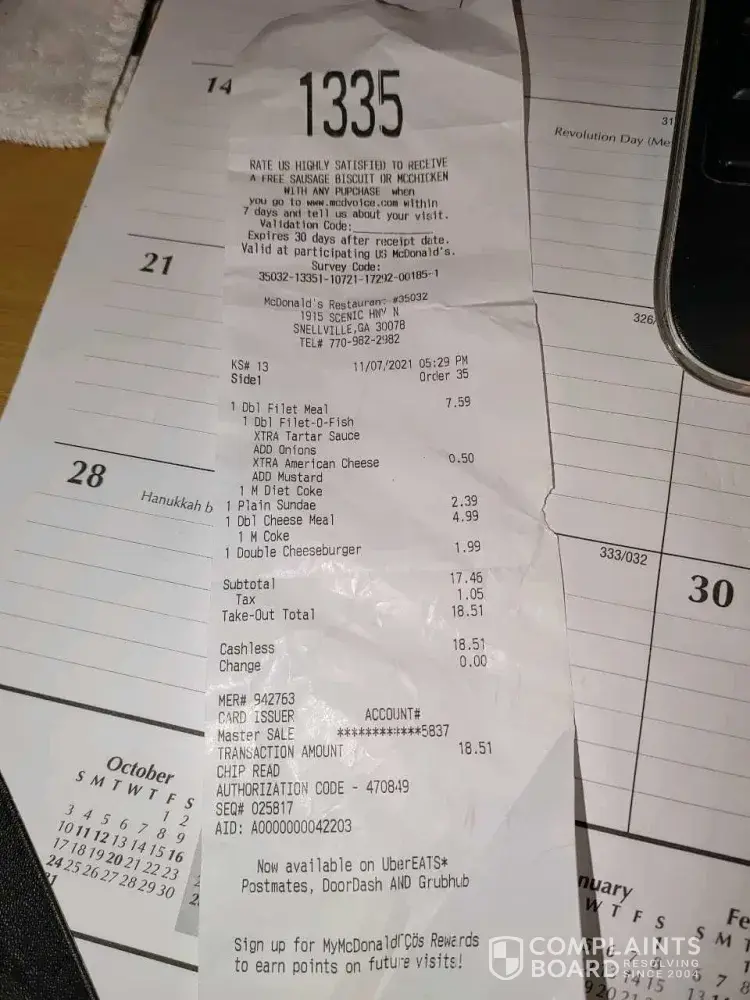 1335
RATE US HIGHLY SATISFIED TO RECEIVE
A FREE SAUSAGE BISCUIT OR MCCHICKEN
WITH ANY PUPCHASE when
you go to www.mcdvoice.com within
7 days and tell us about your visit.
Validation Code:____________
Expires 30 days after receipt date.
Valid at participating US McDonald's.
Survey Code:
35032-13351-10721-17292-00185-1
McDonald's Restaurant #35032
1915 SCENIC HWY N
SNELLVILLE,GA 30078
TEL# 770-982-2982
KS# 13 11/07/2021 05:29 PM
Side1 Order 35
1 Dbl Filet Meal 7.59
1 Dbl Filet-O-Fish
XTRA Tartar Sauce
ADD Onions
XTRA American Cheese 0.50
ADD Mustard
1 M Diet Coke
1 Plain Sundae 2.39
1 Dbl Cheese Meal 4.99
1 M Coke
1 Double Cheeseburger 1.99
Subtotal 17.46
Tax 1.05
Take-Out Total 18.51
Cashless 18.51
Change 0.00
MER# 942763
CARD ISSUER ACCOUNT#
Master SALE ************5837
TRANSACTION AMOUNT 18.51
CHIP READ
AUTHORIZATION CODE - 470849
SEQ# 025817
AID: A0000000042203
Now available on UberEATS*
Postmates, DoorDash AND Grubhub
Sign up for MyMcDonaldΓÇÖs Rewards
to earn points on future visits!
14
21
28
Hanukkah b
October
S M T W T F S
1 2
3 4 5 6 7 8 9
10 11 12 13 14 15 16
17 18 19 20 21 22 23
24 25 26 27 28 29 30
31
31
Revolution Day (Me
326/
333/032
30
nuary
W T F S
Fe
S M T
COMPLAINTS
BOARD RESOLVING
SINCE 2004